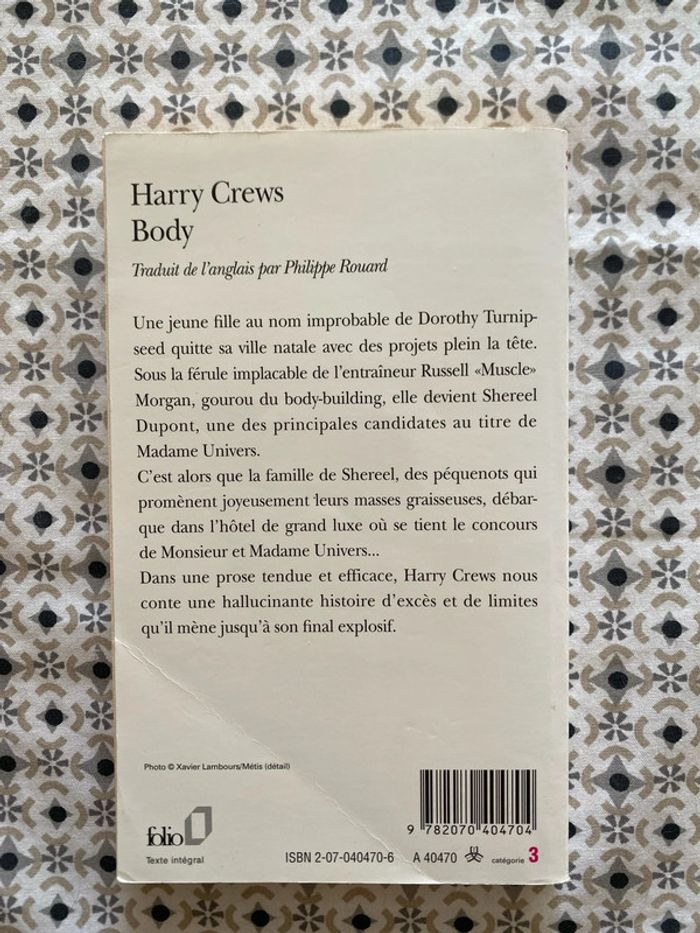 Harry Crews
Body
Traduit de l'anglais par Philippe Rouard
Une jeune fille au nom improbable de Dorothy Turnip-
seed quitte sa ville natale avec des projets plein la tête.
Sous la férule implacable de l'entraîneur Russell «Muscle»
Morgan, gourou du body-building, elle devient Shereel
Dupont, une des principales candidates au titre de
Madame Univers.
C'est alors que la famille de Shereel, des péquenots qui
promènent joyeusement leurs masses graisseuses, débar-
que dans l'hôtel de grand luxe où se tient le concours
de Monsieur et Madame Univers...
Dans une prose tendue et efficace, Harry Crews nous
conte une hallucinante histoire d'excès et de limites
qu'il mène jusqu'à son final explosif.
Photo © Xavier Lambours/Métis (détail)
9 782070 404704
folio
Texte intégral
ISBN 2-07-040470-6 A 40470 catégorie 3